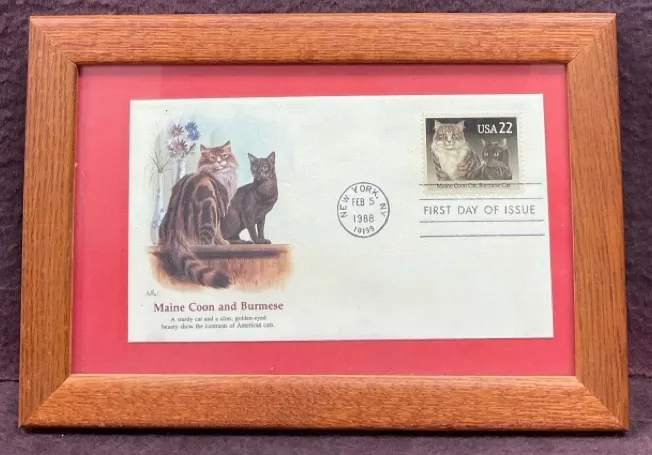 USA 22
Maine Coon Cat, Burmese Cat
NEW YORK, NY
FEB 5
1988
10199
FIRST DAY OF ISSUE
Maine Coon and Burmese
A sturdy cat and a slim, golden-eyed
beauty show the contrasts of American cats.